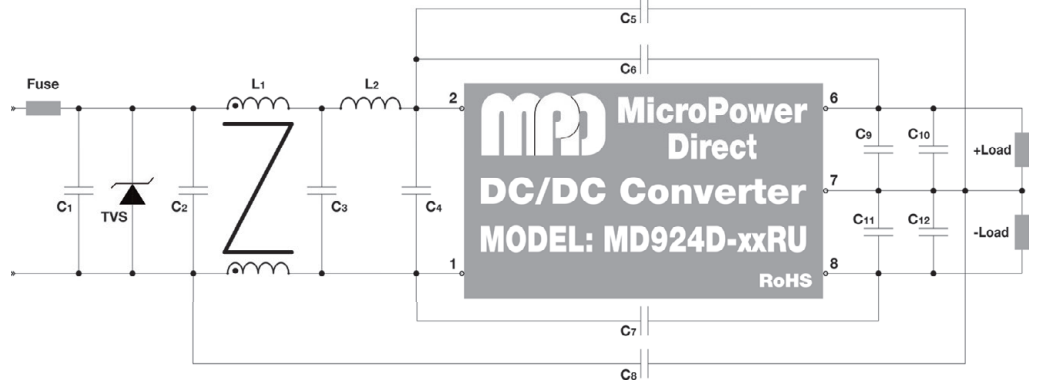 C5
C6
Fuse
L1
L2
2
6
MPD
MicroPower
Direct
C9
C10
+Load
DC/DC Converter
7
C1
TVS
C2
C3
C4
C11
C12
-Load
MODEL: MD924D-xxRU
1
8
RoHS
C7
C8